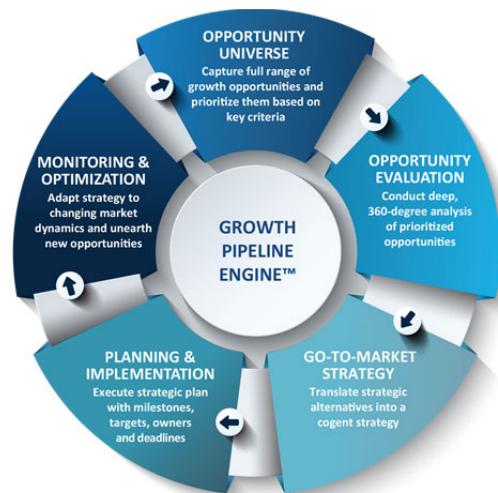 OPPORTUNITY
UNIVERSE
Capture full range of
growth opportunities and
prioritize them based on
key criteria
OPPORTUNITY
EVALUATION
Conduct deep,
360-degree analysis
of prioritized
opportunities
GO-TO-MARKET
STRATEGY
Translate strategic
alternatives into a
cogent strategy
PLANNING &
IMPLEMENTATION
Execute strategic plan
with milestones,
targets, owners
and deadlines
MONITORING &
OPTIMIZATION
Adapt strategy to
changing market
dynamics and unearth
new opportunities
GROWTH
PIPELINE
ENGINE™